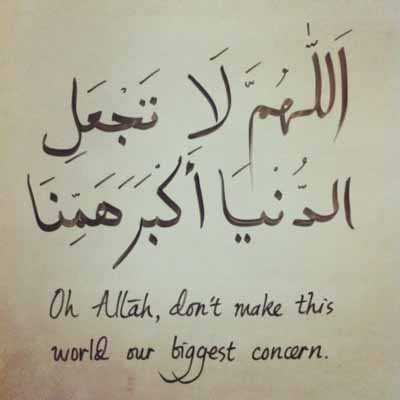 اَللّٰهُمَّ لَا تَجْعَلِ
الدُّنْيَا أَكْبَرَ هَمِّنَا
Oh Allāh, don't make this
world our biggest concern.